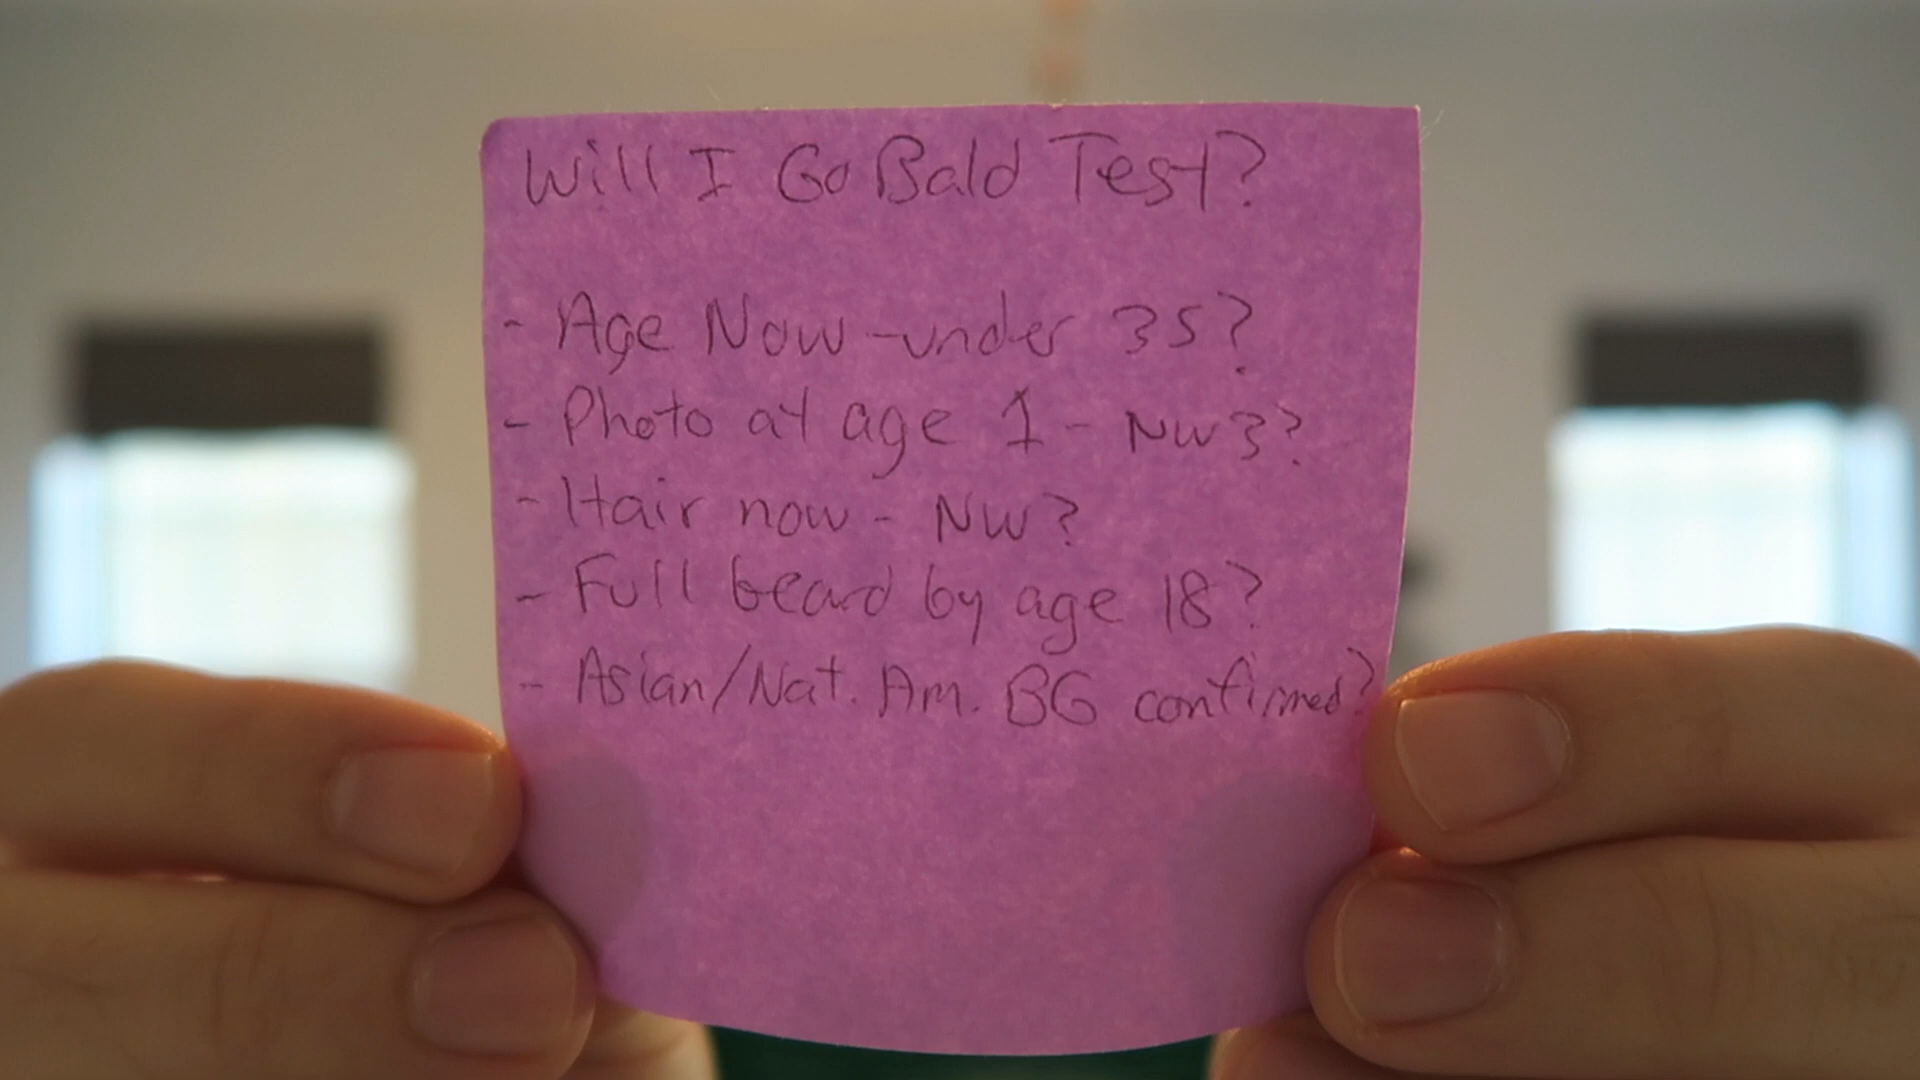 Will I Go Bald Test?
- Age Now - under 35?
- Photo at age 1 - NW3?
- Hair now - NW?
- Full beard by age 18?
- Asian/Nat. Am. BG confirmed?